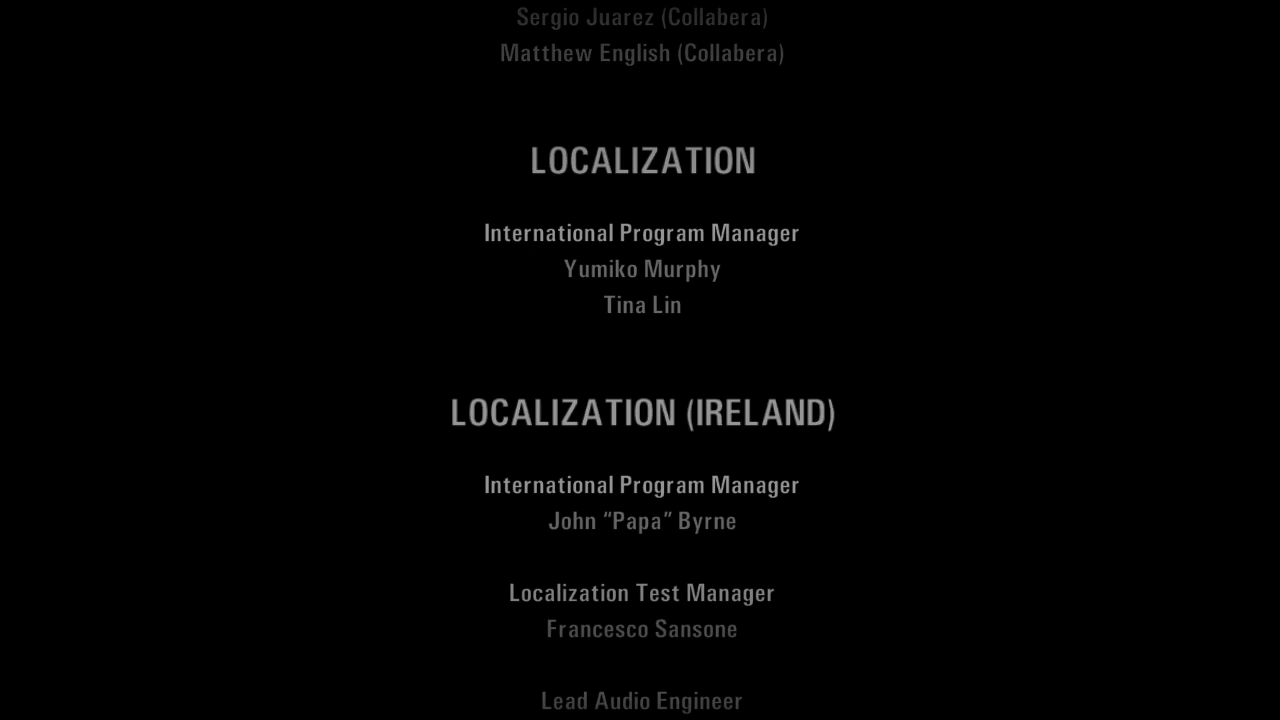 Sergio Juarez (Collabera)
Matthew English (Collabera)
LOCALIZATION
International Program Manager
Yumiko Murphy
Tina Lin
LOCALIZATION (IRELAND)
International Program Manager
John “Papa” Byrne
Localization Test Manager
Francesco Sansone
Lead Audio Engineer